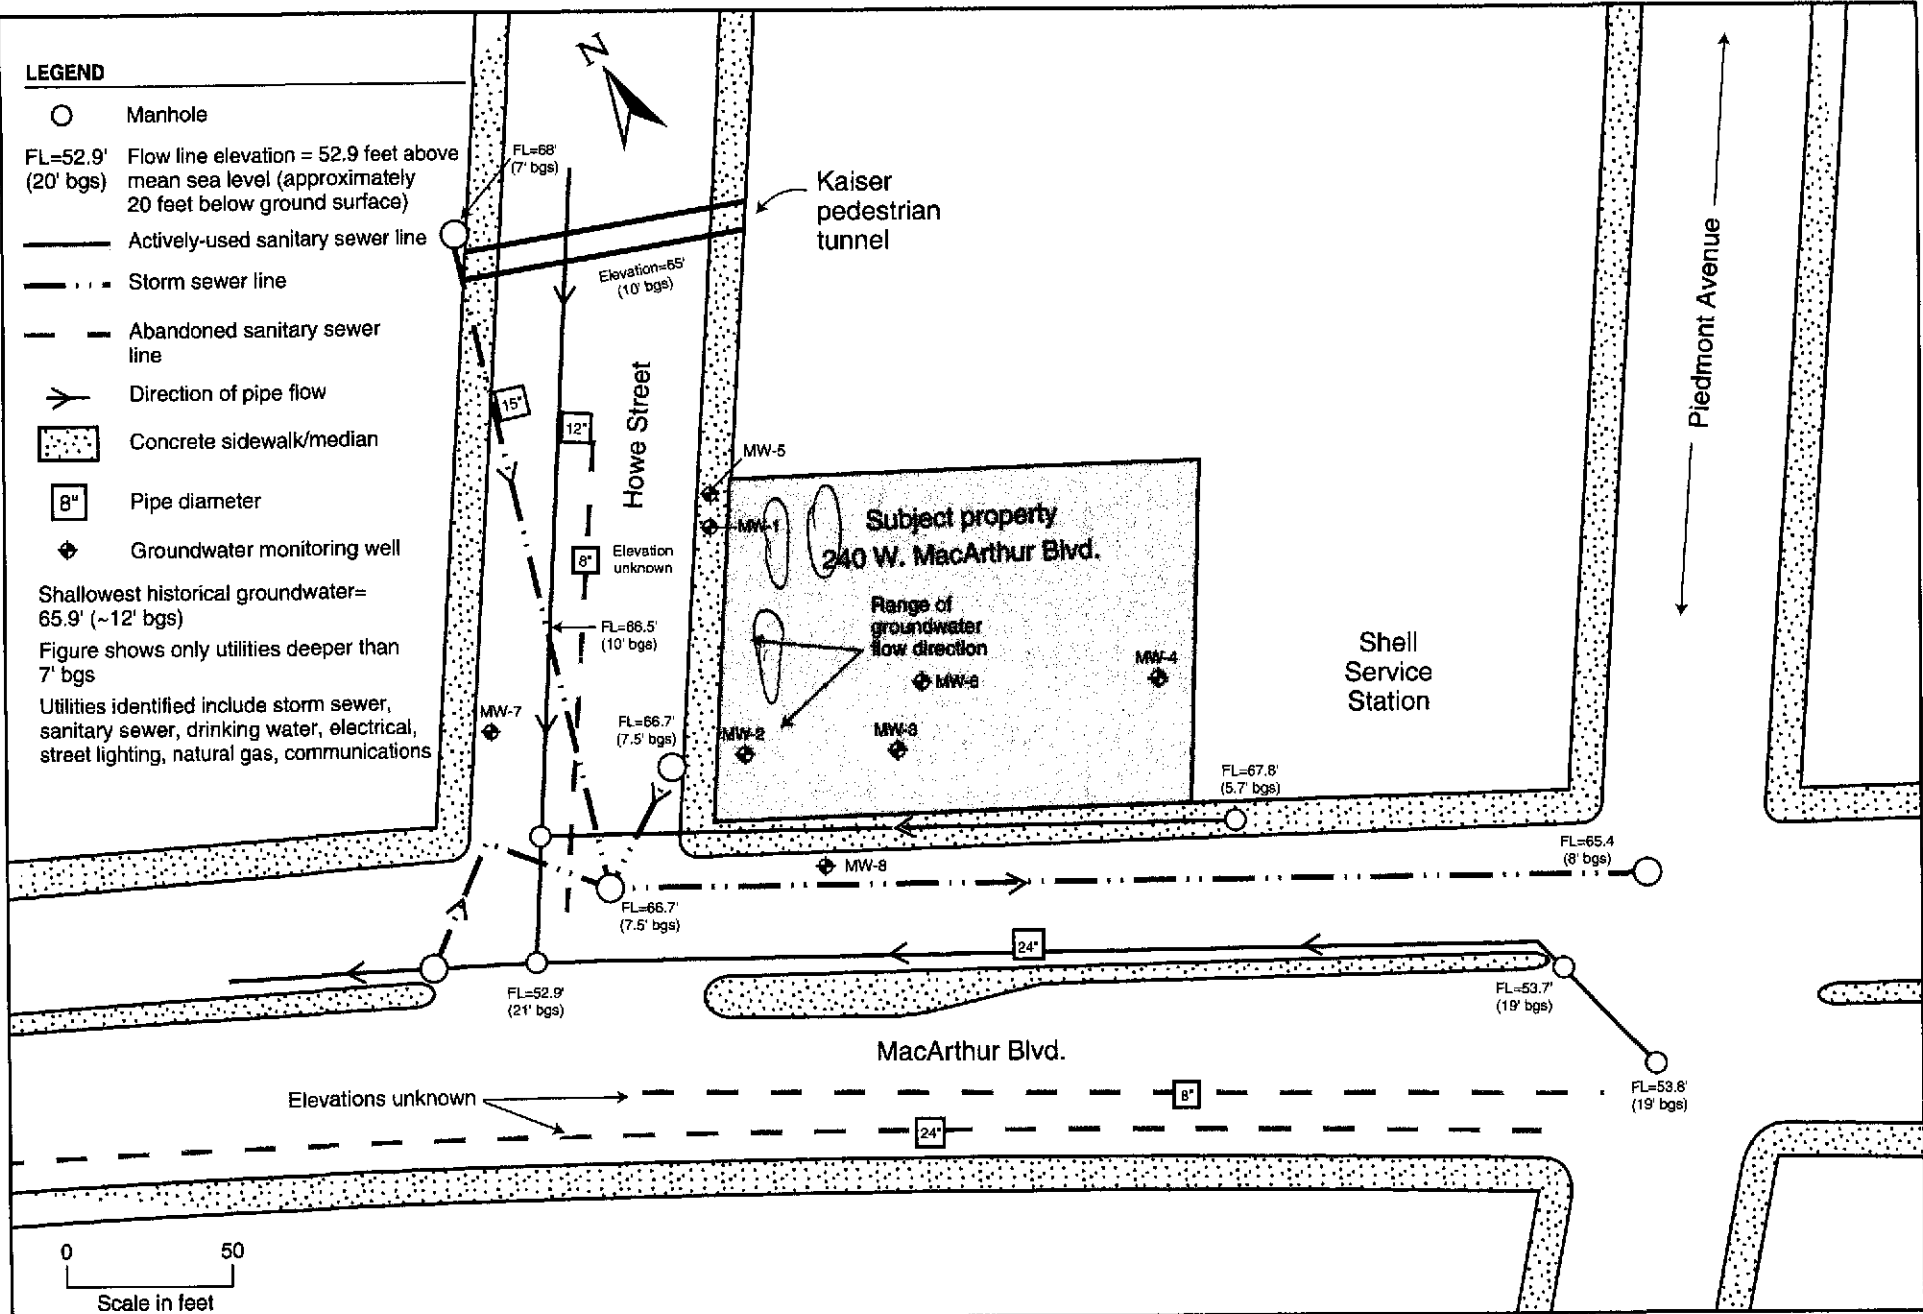 LEGEND
Manhole
FL=52.9'
(20' bgs)
Flow line elevation = 52.9 feet above
mean sea level (approximately
20 feet below ground surface)
Actively-used sanitary sewer line
Storm sewer line
Abandoned sanitary sewer
line
Direction of pipe flow
Concrete sidewalk/median
8"
Pipe diameter
Groundwater monitoring well
Shallowest historical groundwater=
65.9' (~12' bgs)
Figure shows only utilities deeper than
7' bgs
Utilities identified include storm sewer,
sanitary sewer, drinking water, electrical,
street lighting, natural gas, communications
N
FL=68'
(7' bgs)
Kaiser
pedestrian
tunnel
Elevation=65'
(10' bgs)
Piedmont Avenue
Howe Street
15"
12"
MW-5
MW-1
Subject property
240 W. MacArthur Blvd.
8"
Elevation
unknown
Range of
groundwater
flow direction
FL=66.5'
(10' bgs)
MW-6
MW-4
Shell
Service
Station
MW-7
FL=66.7'
(7.5' bgs)
MW-2
MW-3
FL=67.8'
(5.7' bgs)
MW-8
FL=65.4
(8' bgs)
FL=66.7'
(7.5' bgs)
24"
FL=52.9'
(21' bgs)
FL=53.7'
(19' bgs)
MacArthur Blvd.
Elevations unknown
8"
FL=53.8'
(19' bgs)
24"
0 50
Scale in feet